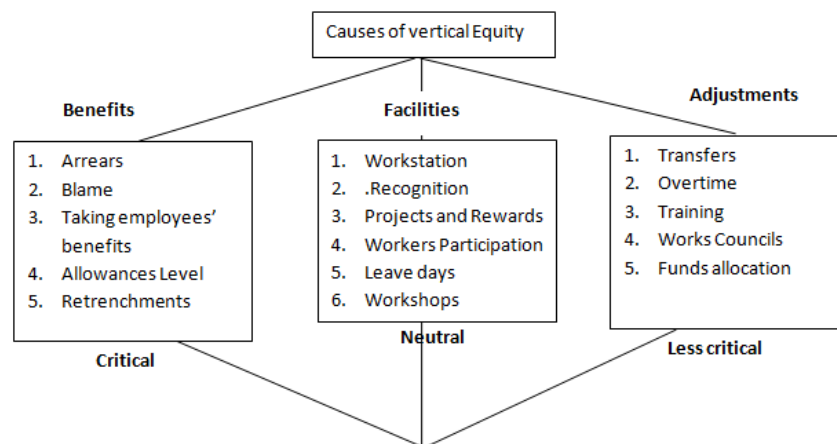 Causes of vertical Equity
Benefits
Facilities
Adjustments
1. Arrears
2. Blame
3. Taking employees’
benefits
4. Allowances Level
5. Retrenchments
Critical
1. Workstation
2. .Recognition
3. Projects and Rewards
4. Workers Participation
5. Leave days
6. Workshops
Neutral
1. Transfers
2. Overtime
3. Training
4. Works Councils
5. Funds allocation
Less critical